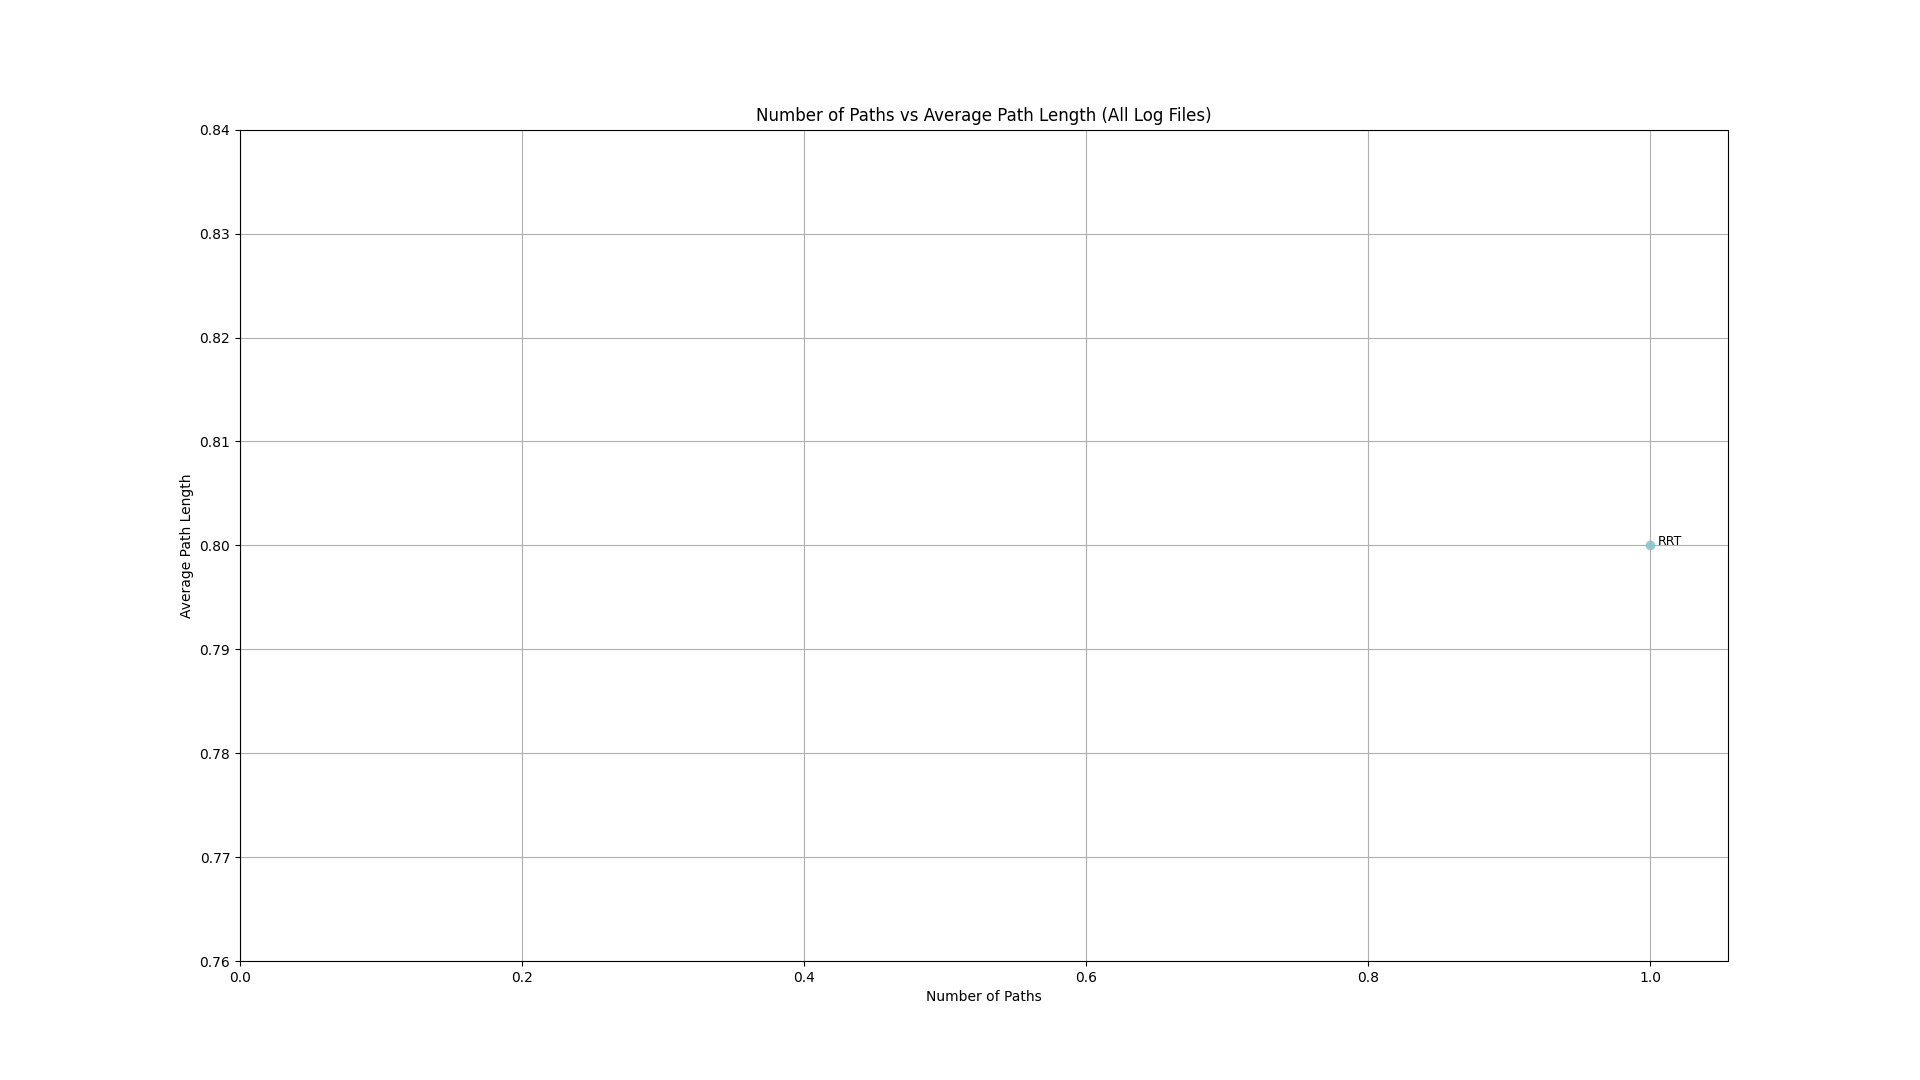 Number of Paths vs Average Path Length (All Log Files)
0.84
0.83
0.82
0.81
0.80
0.79
0.78
0.77
0.76
Average Path Length
RRT
0.0 0.2 0.4 0.6 0.8 1.0
Number of Paths